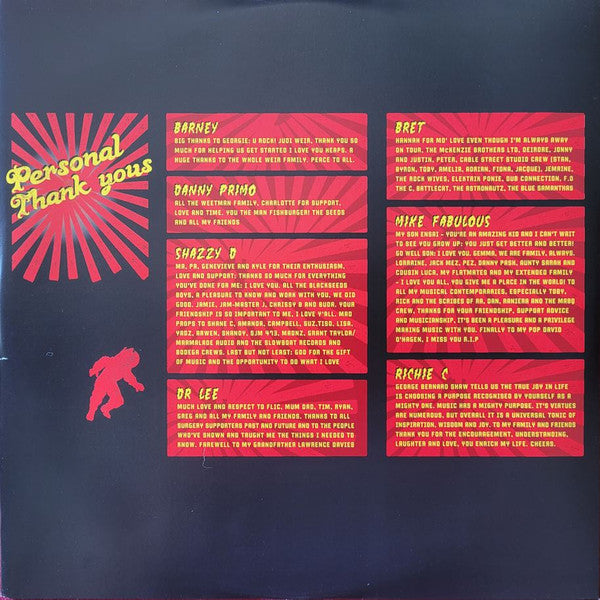 Personal
Thank yous
BARNEY
BIG THANKS TO GEORGIE; U ROCK! JUDI WEIR, THANK YOU SO
MUCH FOR HELPING US GET STARTED I LOVE YOU HEAPS. A
HUGE THANKS TO THE WHOLE WEIR FAMILY. PEACE TO ALL.
DANNY PRIMO
ALL THE WEETMAN FAMILY, CHARLOTTE FOR SUPPORT,
LOVE AND TIME. YOU THE MAN FISHBURGER! THE SEEDS
AND ALL MY FRIENDS
SHAZZY D
MR. PR. GENEVIEVE AND KYLE FOR THEIR ENTHUSIASM,
LOVE AND SUPPORT; THANKS SO MUCH FOR EVERYTHING
YOU'VE DONE FOR ME; I LOVE YOU. ALL THE BLACKSEEDS
BOYS, A PLEASURE TO KNOW AND WORK WITH YOU, WE DID
GOOD. JAMIE, JAM-MASTER J, CHRISSY B AND BUDA. YOUR
FRIENDSHIP IS SO IMPORTANT TO ME, I LOVE Y'ALL. MAD
PROPS TO SHANE C, AMANDA, CAMPBELL, SUZ,TISO, LISA,
YADZ, ARWEN, SHANDY, DJM 493, MAGNZ. GRANT TAYLOR/
MARMALADE AUDIO AND THE SLOWBOAT RECORDS AND
BODEGA CREWS. LAST BUT NOT LEAST: GOD FOR THE GIFT
OF MUSIC AND THE OPPORTUNITY TO DO WHAT I LOVE
DR LEE
MUCH LOVE AND RESPECT TO FLIC, MUM DAD, TIM, RYAN,
GREG AND ALL MY FAMILY AND FRIENDS. THANKS TO ALL
SURGERY SUPPORTERS PAST AND FUTURE AND TO THE PEOPLE
WHO'VE SHOWN AND TAUGHT ME THE THINGS I NEEDED TO
KNOW. FAREWELL TO MY GRANDFATHER LAWRENCE DAVIES
BRET
HANNAH FOR MO' LOVE EVEN THOUGH I'M ALWAYS AWAY
ON TOUR. THE MCKENZIE BROTHERS LTD. DEIRDRE, JONNY
AND JUSTIN, PETER, CABLE STREET STUDIO CREW (STAN,
BYRON, TOBY, AMELIA, ADRIAN, FIONA, JACQUE), JEMAINE,
THE ROCK WIVES, ELEKTRIK PONIE, DUB CONNECTION, F.O
THE C, BATTLECAT, THE ASTRONAUTZ, THE BLUE SAMANTHAS
MIKE FABULOUS
MY SON ENSAI - YOU'RE AN AMAZING KID AND I CAN'T WAIT
TO SEE YOU GROW UP; YOU JUST GET BETTER AND BETTER!
GO WELL SON; I LOVE YOU. GEMMA, WE ARE FAMILY, ALWAYS.
LORRAINE, JACK ALEZ, PEZ, DANNY PASH, AUNTY SARAH AND
COUSIN LUCA, MY FLATMATES AND MY EXTENDED FAMILY
- I LOVE YOU ALL, YOU GIVE ME A PLACE IN THE WORLD! TO
ALL MY MUSICAL CONTEMPORARIES, ESPECIALLY TOBY,
RICH AND THE SCRIBES OF RA, DAN, RANIERA AND THE MABU
CREW, THANKS FOR YOUR FRIENDSHIP, SUPPORT ADVICE
AND MUSICIANSHIP. IT'S BEEN A PLEASURE AND A PRIVILEGE
MAKING MUSIC WITH YOU. FINALLY TO MY POP DAVID
O'HAGEN, I MISS YOU R.I.P
RICHIE C
GEORGE BERNARD SHAW TELLS US THE TRUE JOY IN LIFE
IS CHOOSING A PURPOSE RECOGNISED BY YOURSELF AS A
MIGHTY ONE. MUSIC HAS A MIGHTY PURPOSE. IT'S VIRTUES
ARE NUMEROUS. BUT OVERALL IT IS A UNIVERSAL TONIC OF
INSPIRATION, WISDOM AND JOY. TO MY FAMILY AND FRIENDS
THANK YOU FOR THE ENCOURAGEMENT, UNDERSTANDING,
LAUGHTER AND LOVE, YOU ENRICH MY LIFE. CHEERS.